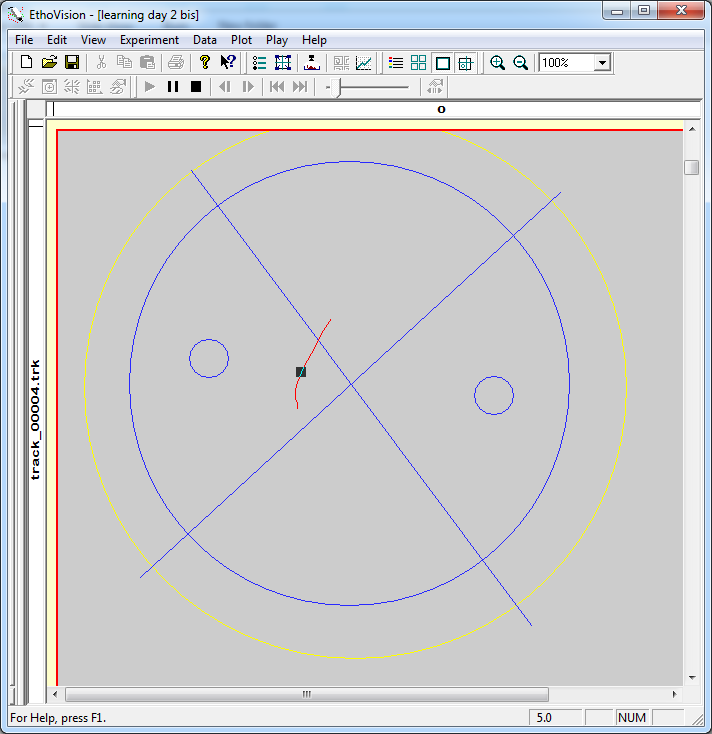 EthoVision - [learning day 2 bis]
File Edit View Experiment Data Plot Play Help
100%
0
track_00004.trk
For Help, press F1.
5.0
NUM